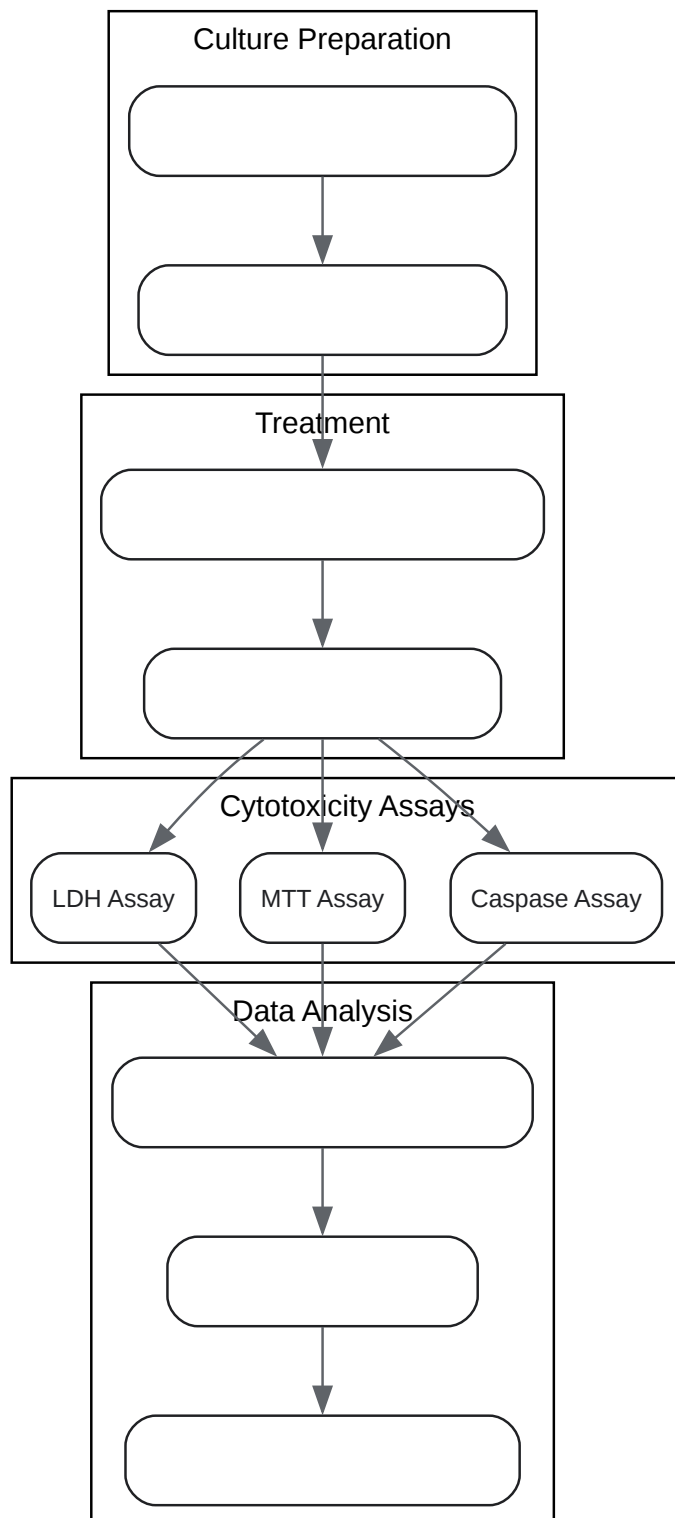 Culture Preparation
Treatment
Cytotoxicity Assays
LDH Assay
MTT Assay
Caspase Assay
Data Analysis